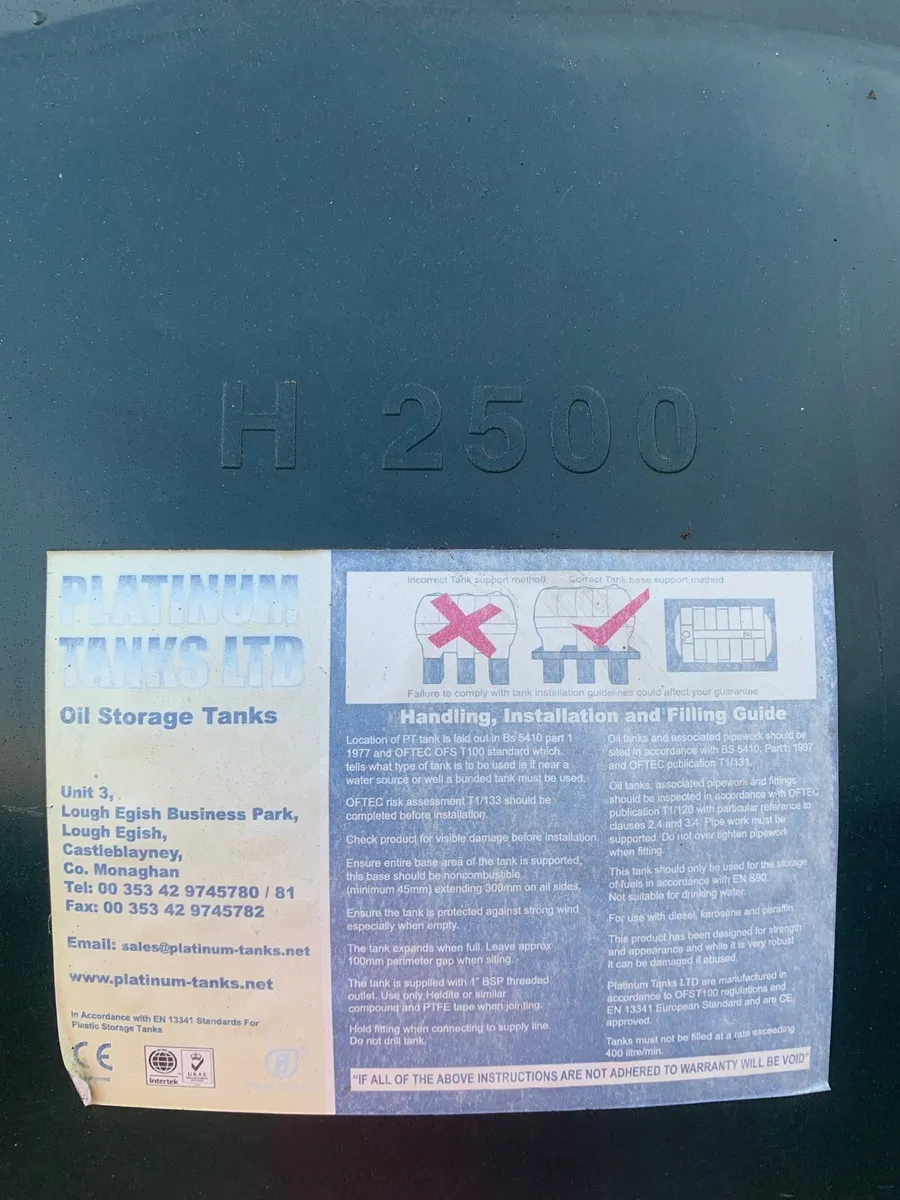 H 2500
PLATINUM
TANKS LTD
Oil Storage Tanks
Unit 3,
Lough Egish Business Park,
Lough Egish,
Castleblayney,
Co. Monaghan
Tel: 00 353 42 9745780 / 81
Fax: 00 353 42 9745782
Email: sales@platinum-tanks.net
www.platinum-tanks.net
In Accordance with EN 13341 Standards For
Plastic Storage Tanks
CE
Intertek
UKAS
Incorrect Tank support method
Correct Tank base support method
Failure to comply with tank installation guidelines could affect your guarantee
Handling, Installation and Filling Guide
Location of PT tank is laid out in Bs 5410 part 1
1977 and OFTEC OFS T100 standard which
tells what type of tank is to be used ie if near a
water source or well a bunded tank must be used.
OFTEC risk assessment T1/133 should be
completed before installation.
Check product for visible damage before installation.
Ensure entire base area of the tank is supported,
this base should be noncombustible
(minimum 45mm) extending 300mm on all sides.
Ensure the tank is protected against strong wind
especially when empty.
The tank expands when full. Leave approx
100mm perimeter gap when siting.
The tank is supplied with 1" BSP threaded
outlet. Use only Heldite or similar
compound and PTFE tape when jointing.
Hold fitting when connecting to supply line.
Do not drill tank.
Oil tanks and associated pipework should be
sited in accordance with BS 5410, Part1: 1997
and OFTEC publication T1/131.
Oil tanks, associated pipework and fittings
should be inspected in accordance with OFTEC
publication T1/120 with particular reference to
clauses 2.4 and 3.4. Pipe work must be
supported. Do not over tighten pipework
when fitting.
This tank should only be used for the storage
of fuels in accordance with EN S90.
Not suitable for drinking water.
For use with diesel, kerosene and paraffin.
This product has been designed for strength
and appearance and while it is very robust
it can be damaged if abused.
Platinum Tanks LTD are manufactured in
accordance to OFST100 regulations and
EN 13341 European Standard and are CE
approved.
Tanks must not be filled at a rate exceeding
400 litre/min.
"IF ALL OF THE ABOVE INSTRUCTIONS ARE NOT ADHERED TO WARRANTY WILL BE VOID"